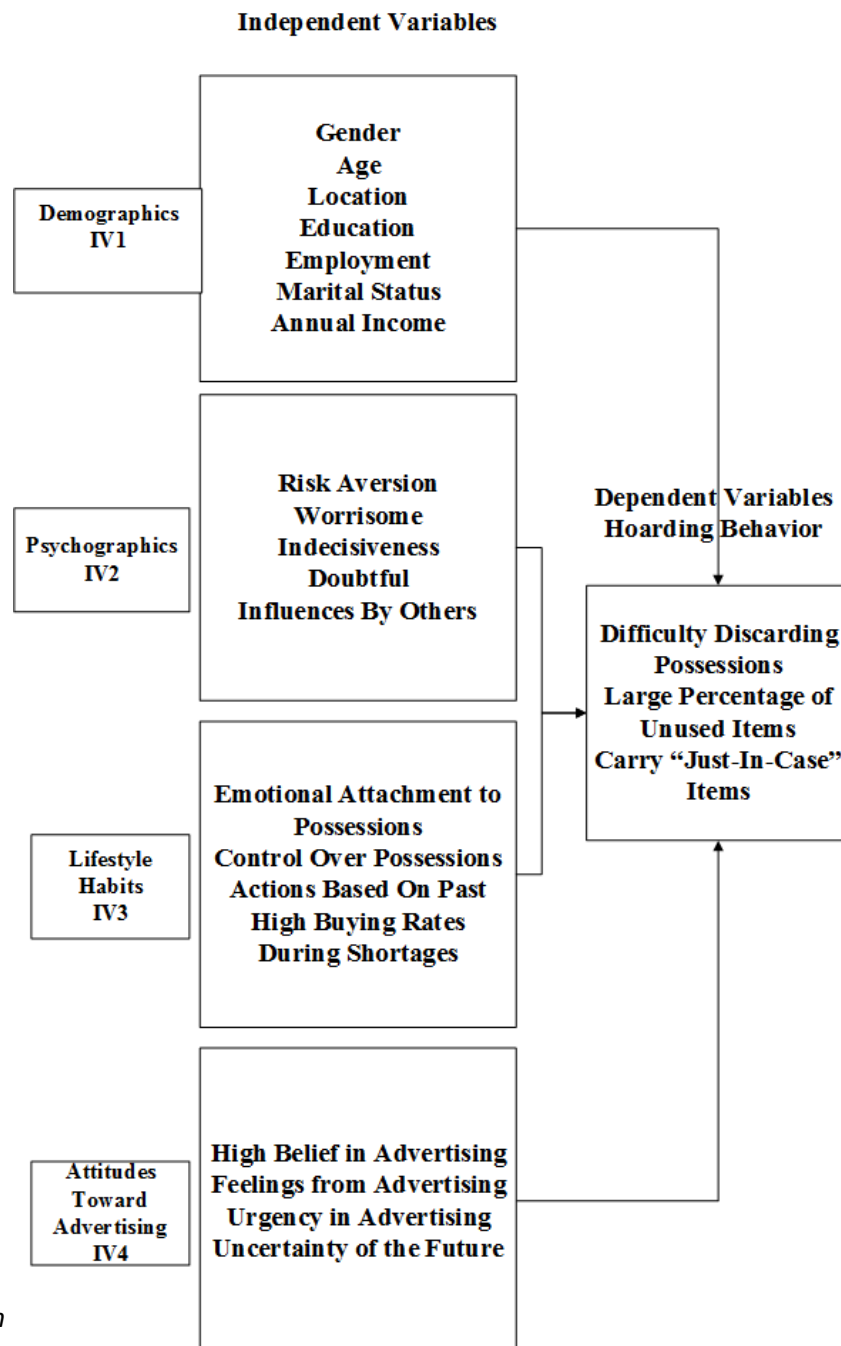 Independent Variables
Demographics
IV1
Gender
Age
Location
Education
Employment
Marital Status
Annual Income
Psychographics
IV2
Risk Aversion
Worrisome
Indecisiveness
Doubtful
Influences By Others
Lifestyle
Habits
IV3
Emotional Attachment to
Possessions
Control Over Possessions
Actions Based On Past
High Buying Rates
During Shortages
Attitudes
Toward
Advertising
IV4
High Belief in Advertising
Feelings from Advertising
Urgency in Advertising
Uncertainty of the Future
Dependent Variables
Hoarding Behavior
Difficulty Discarding
Possessions
Large Percentage of
Unused Items
Carry “Just-In-Case”
Items